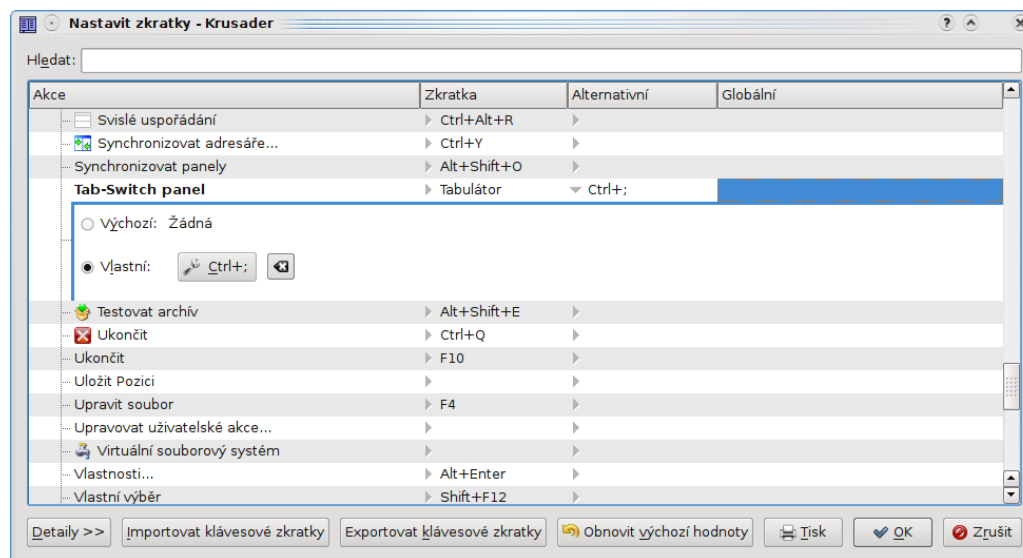 Nastavit zkratky - Krusader
Hledat:
Akce Zkratka Alternativní Globální
Svislé uspořádání Ctrl+Alt+R
Synchronizovat adresáře... Ctrl+Y
Synchronizovat panely Alt+Shift+O
Tab-Switch panel Tabulátor Ctrl+;
Výchozí: Žádná
Vlastní: Ctrl+;
Testovat archív Alt+Shift+E
Ukončit Ctrl+Q
Ukončit F10
Uložit Pozici
Upravit soubor F4
Upravovat uživatelské akce...
Virtuální souborový systém
Vlastnosti... Alt+Enter
Vlastní výběr Shift+F12
Detaily >> Importovat klávesové zkratky Exportovat klávesové zkratky Obnovit výchozí hodnoty Tisk OK Zrušit